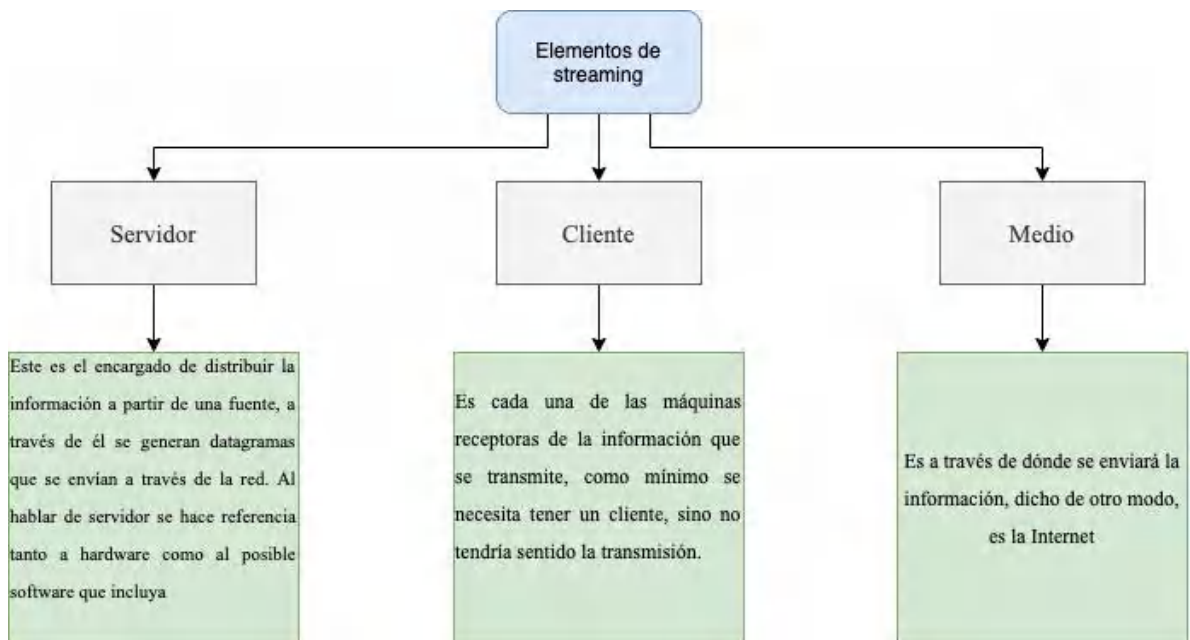 Elementos de
streaming
Servidor
Cliente
Medio
Este es el encargado de distribuir la
información a partir de una fuente, a
través de él se generan datagramas
que se envían a través de la red. Al
hablar de servidor se hace referencia
tanto a hardware como al posible
software que incluya
Es cada una de las máquinas
receptoras de la información que
se transmite, como mínimo se
necesita tener un cliente, sino no
tendría sentido la transmisión.
Es a través de dónde se enviará la
información, dicho de otro modo,
es la Internet